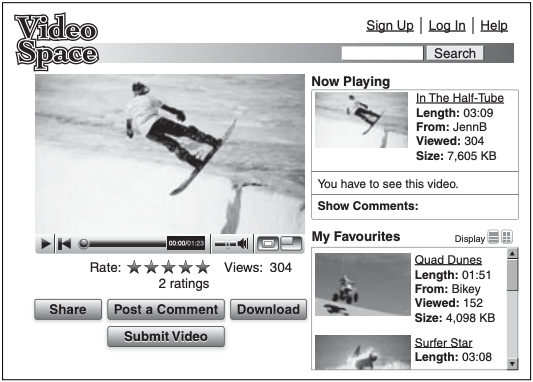 Video Space
Sign Up | Log In | Help
Search
Now Playing
In The Half-Tube
Length: 03:09
From: JennB
Viewed: 304
Size: 7,605 KB
You have to see this video.
Show Comments:
00:00/01:23
Rate: Views: 304
2 ratings
Share Post a Comment Download
Submit Video
My Favourites Display
Quad Dunes
Length: 01:51
From: Bikey
Viewed: 152
Size: 4,098 KB
Surfer Star
Length: 03:08